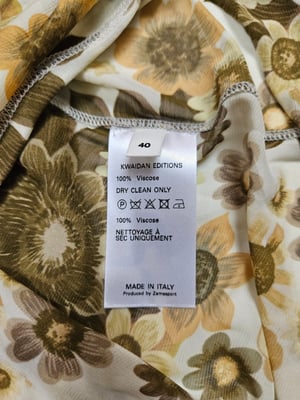 40
KWAIDAN EDITIONS
100% Viscose
DRY CLEAN ONLY
P
100% Viscose
NETTOYAGE À
SEC UNIQUEMENT
MADE IN ITALY
Produced by Zamasport